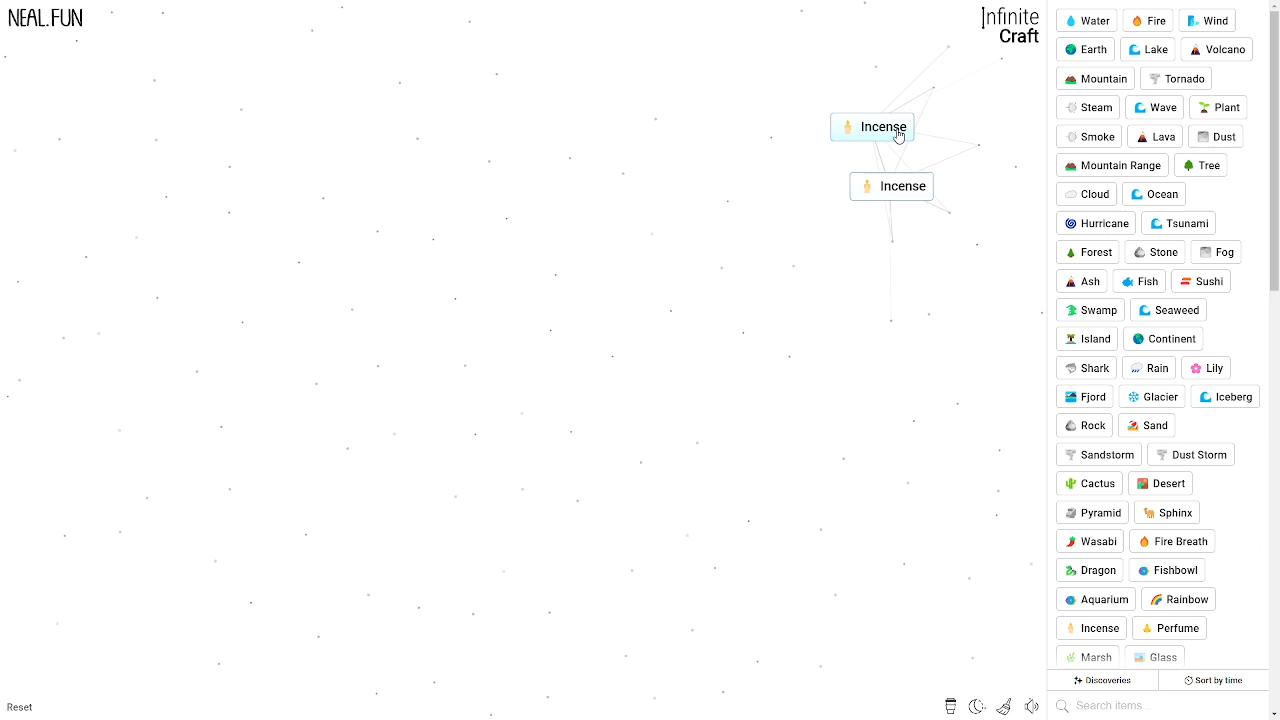 NEAL.FUN
Infinite
Craft
Incense
Incense
Water
Fire
Wind
Earth
Lake
Volcano
Mountain
Tornado
Steam
Wave
Plant
Smoke
Lava
Dust
Mountain Range
Tree
Cloud
Ocean
Hurricane
Tsunami
Forest
Stone
Fog
Ash
Fish
Sushi
Swamp
Seaweed
Island
Continent
Shark
Rain
Lily
Fjord
Glacier
Iceberg
Rock
Sand
Sandstorm
Dust Storm
Cactus
Desert
Pyramid
Sphinx
Wasabi
Fire Breath
Dragon
Fishbowl
Aquarium
Rainbow
Incense
Perfume
Marsh
Glass
Discoveries
Sort by time
Search items...
Reset